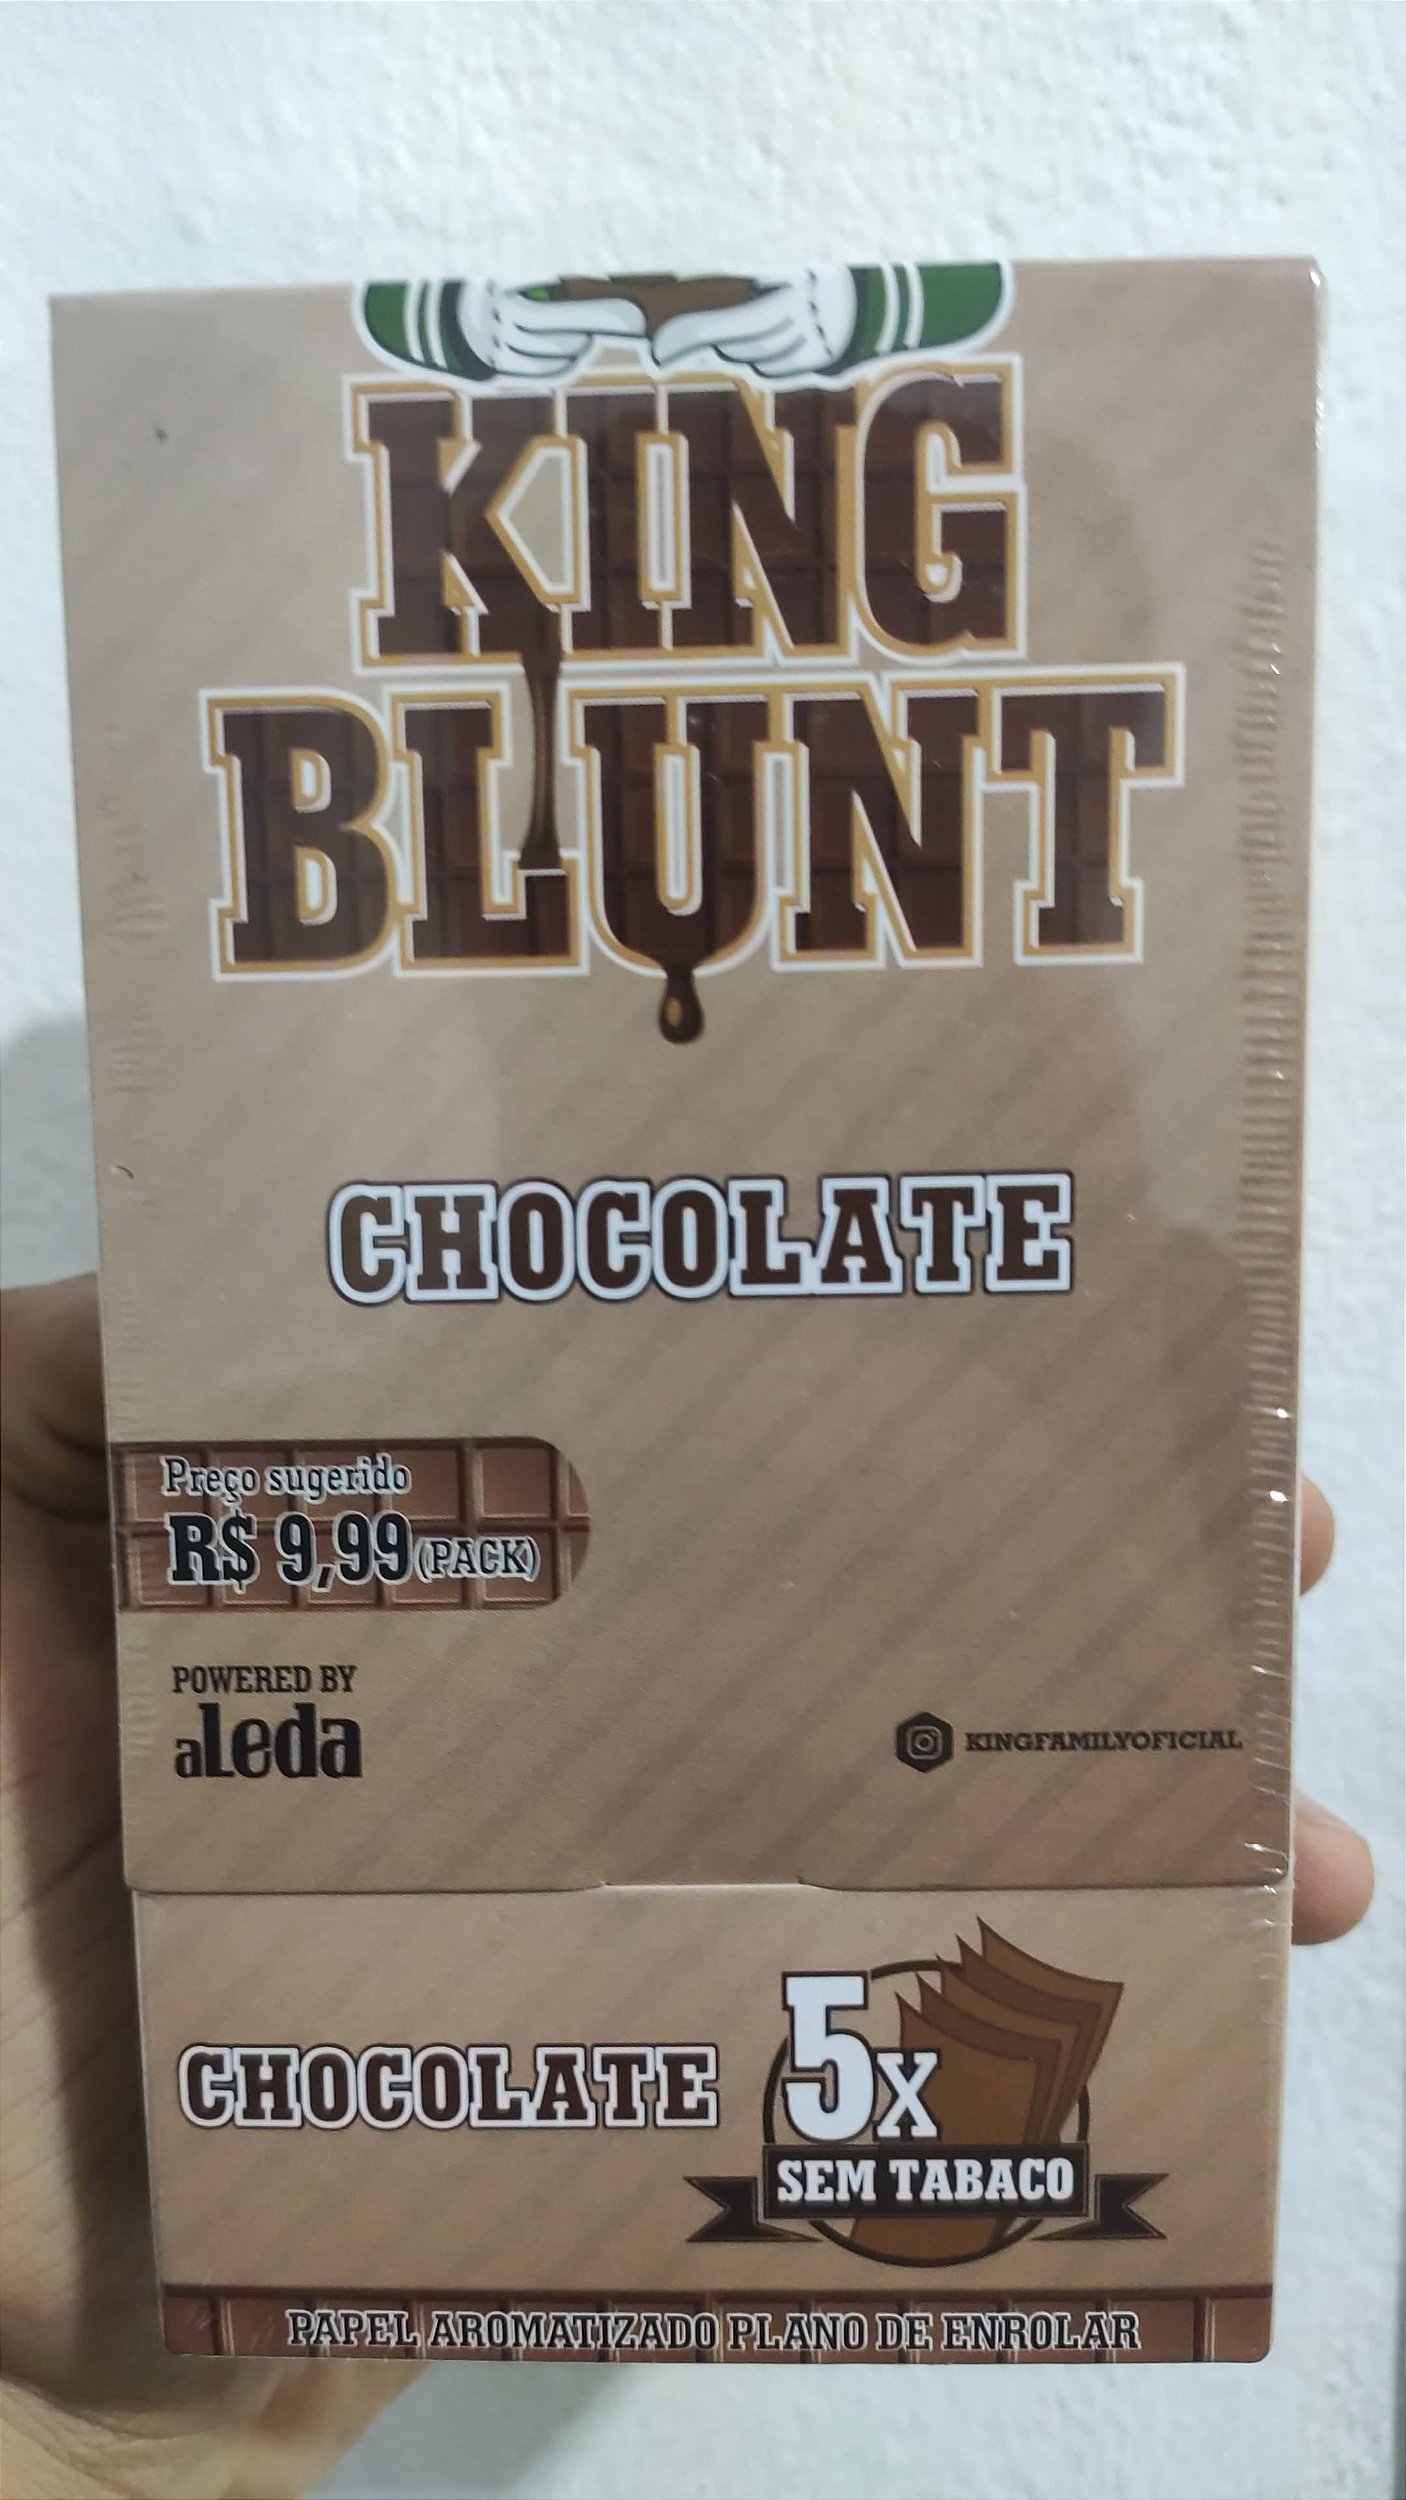 KING
BLUNT
CHOCOLATE
Preço sugerido
R$ 9,99 (PACK)
POWERED BY
aLeda
KINGFAMILYOFICIAL
CHOCOLATE
5X
SEM TABACO
PAPEL AROMATIZADO PLANO DE ENROLAR